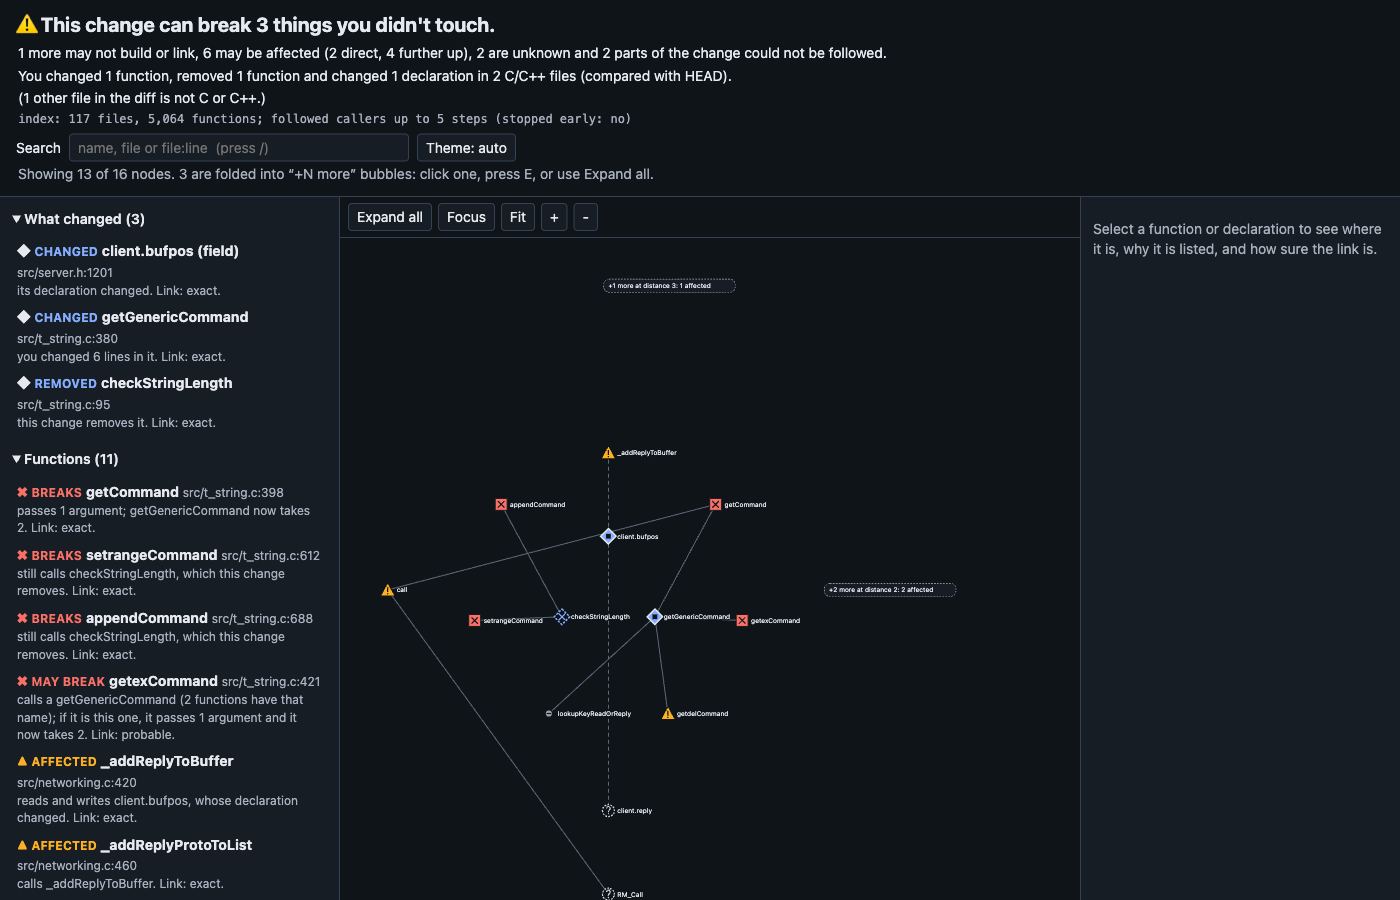 This change can break 3 things you didn't touch.
1 more may not build or link, 6 may be affected (2 direct, 4 further up), 2 are unknown and 2 parts of the change could not be followed.
You changed 1 function, removed 1 function and changed 1 declaration in 2 C/C++ files (compared with HEAD).
(1 other file in the diff is not C or C++.)
index: 117 files, 5,064 functions; followed callers up to 5 steps (stopped early: no)
Search name, file or file:line (press /) Theme: auto
Showing 13 of 16 nodes. 3 are folded into “+N more” bubbles: click one, press E, or use Expand all.
What changed (3)
CHANGED client.bufpos (field)
src/server.h:1201
its declaration changed. Link: exact.
CHANGED getGenericCommand
src/t_string.c:380
you changed 6 lines in it. Link: exact.
REMOVED checkStringLength
src/t_string.c:95
this change removes it. Link: exact.
Functions (11)
BREAKS getCommand src/t_string.c:398
passes 1 argument; getGenericCommand now takes
2. Link: exact.
BREAKS setrangeCommand src/t_string.c:612
still calls checkStringLength, which this change
removes. Link: exact.
BREAKS appendCommand src/t_string.c:688
still calls checkStringLength, which this change
removes. Link: exact.
MAY BREAK getexCommand src/t_string.c:421
calls a getGenericCommand (2 functions have that
name); if it is this one, it passes 1 argument and it
now takes 2. Link: probable.
AFFECTED _addReplyToBuffer
src/networking.c:420
reads and writes client.bufpos, whose declaration
changed. Link: exact.
AFFECTED _addReplyProtoToList
src/networking.c:460
calls _addReplyToBuffer. Link: exact.
Expand all Focus Fit + -
+1 more at distance 3: 1 affected
_addReplyToBuffer
appendCommand
getCommand
client.bufpos
call
+2 more at distance 2: 2 affected
setrangeCommand
checkStringLength
getGenericCommand
getexCommand
lookupKeyReadOrReply
getdelCommand
client.reply
RM_Call
Select a function or declaration to see where
it is, why it is listed, and how sure the link is.